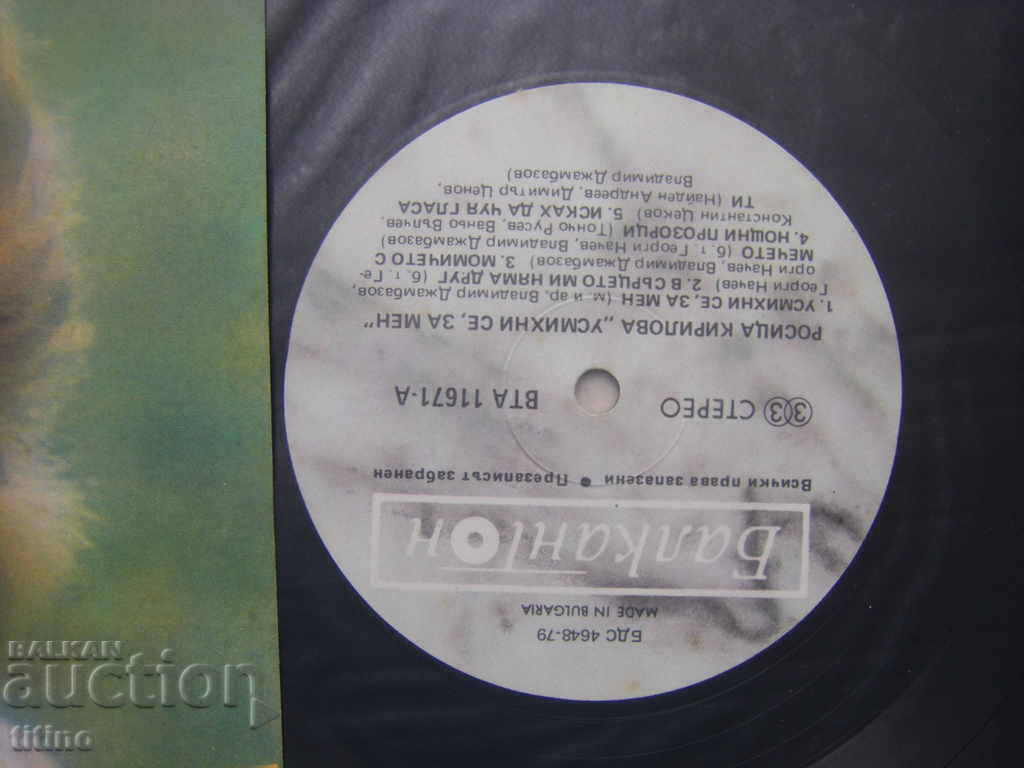 БДС 4648-79
MADE IN BULGARIA
Балкантон
Всички права запазени ● Презаписът забранен
33 СТЕРЕО ВТА 11671-А
РОСИЦА КИРИЛОВА „УСМИХНИ СЕ, ЗА МЕН”
1. УСМИХНИ СЕ, ЗА МЕН (м. и ар. Владимир Джамбазов,
Георги Начев) 2. В СЪРЦЕТО МИ НЯМА ДРУГ (б. т. Ге-
орги Начев, Владимир Джамбазов) 3. МОМИЧЕТО С
МЕЧЕТО (б. т. Георги Начев, Владимир Джамбазов)
4. НОЩНИ ПРОЗОРЦИ (Тончо Русев, Ваньо Вълчев,
Константин Цеков) 5. ИСКАХ ДА ЧУЯ ГЛАСА
ТИ (Найден Андреев, Димитър Ценов,
Владимир Джамбазов)
BALKAN
auction
titino